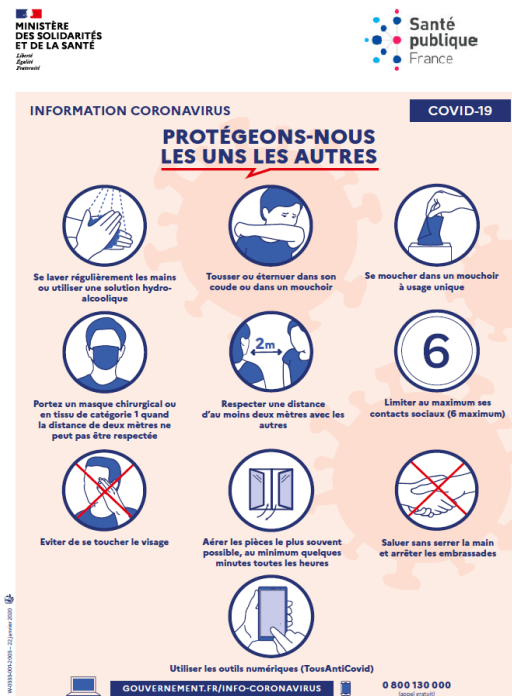 MINISTÈRE
DES SOLIDARITÉS
ET DE LA SANTÉ
Liberté
Égalité
Fraternité
Santé
publique
France
INFORMATION CORONAVIRUS
COVID-19
PROTÉGEONS-NOUS
LES UNS LES AUTRES
Se laver régulièrement les mains
ou utiliser une solution hydro-
alcoolique
Tousser ou éternuer dans son
coude ou dans un mouchoir
Se moucher dans un mouchoir
à usage unique
Portez un masque chirurgical ou
en tissu de catégorie 1 quand
la distance de deux mètres ne
peut pas être respectée
2m
Respecter une distance
d'au moins deux mètres avec les
autres
6
Limiter au maximum ses
contacts sociaux (6 maximum)
Eviter de se toucher le visage
Aérer les pièces le plus souvent
possible, au minimum quelques
minutes toutes les heures
Saluer sans serrer la main
et arrêter les embrassades
Utiliser les outils numériques (TousAntiCovid)
GOUVERNEMENT.FR/INFO-CORONAVIRUS
0 800 130 000
(appel gratuit)